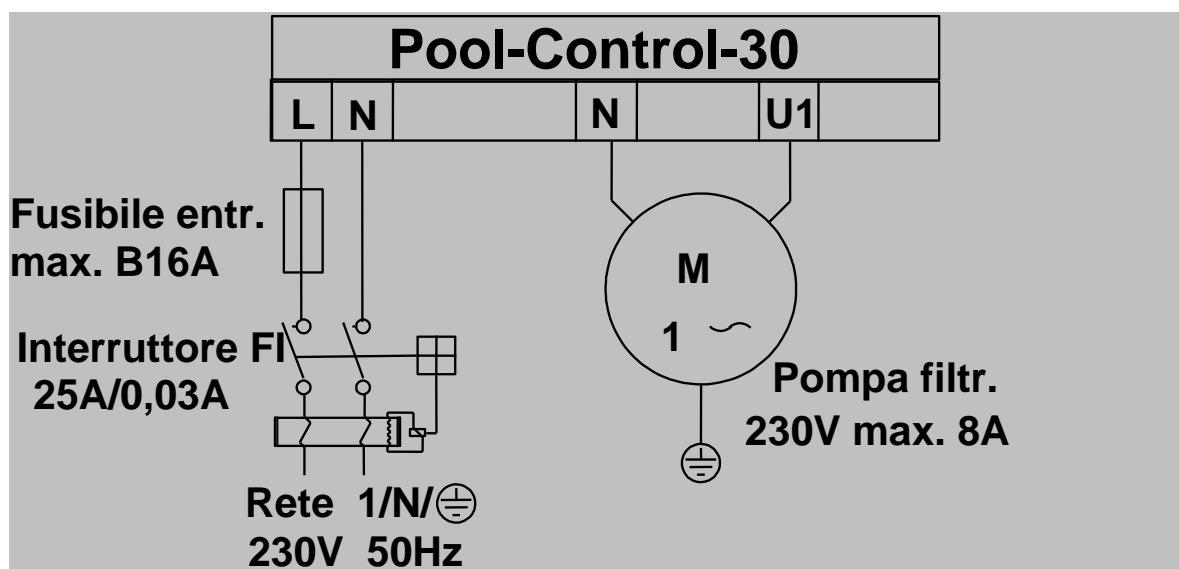 Pool-Control-30
L N N U1
Fusibile entr.
max. B16A
Interruttore FI
25A/0,03A
Rete 1/N/
230V 50Hz
M
1
Pompa filtr.
230V max. 8A